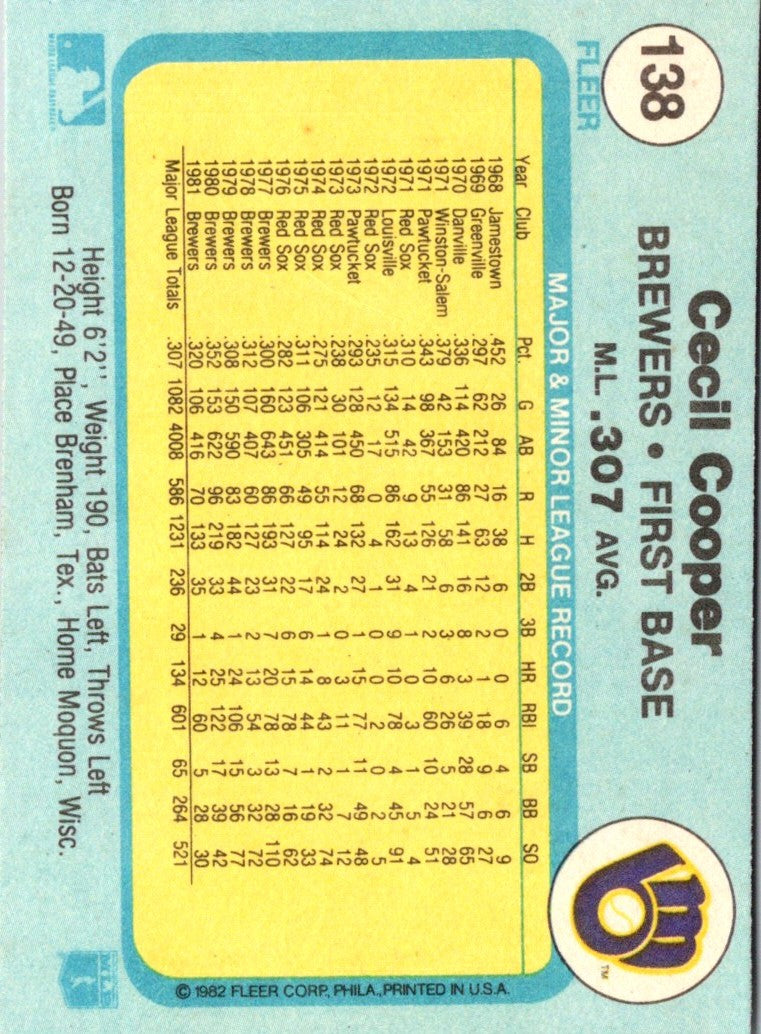 138
FLEER
Cecil Cooper
BREWERS • FIRST BASE
M.L. .307 AVG.
TM
MAJOR & MINOR LEAGUE RECORD
Year Club Pct. G AB R H 2B 3B HR RBI SB BB SO
1968 Jamestown .452 26 84 16 38 6 0 0 6 4 6 9
1969 Greenville .297 62 212 27 63 12 2 1 18 9 6 27
1970 Danville .336 114 420 86 141 16 8 3 39 28 57 65
1971 Winston-Salem .379 42 153 31 58 6 3 6 26 5 21 28
1971 Pawtucket .343 98 367 55 126 21 2 10 60 10 24 51
1971 Red Sox .310 14 42 9 13 4 1 0 3 1 5 4
1972 Louisville .315 134 515 86 162 31 9 10 78 4 45 91
1972 Red Sox .235 12 17 0 4 1 0 0 2 0 2 5
1973 Pawtucket .293 128 450 68 132 27 1 15 77 11 49 48
1973 Red Sox .238 30 101 12 24 2 0 3 11 1 7 12
1974 Red Sox .275 121 414 55 114 24 1 8 43 2 32 74
1975 Red Sox .311 106 305 49 95 17 6 14 44 1 19 33
1976 Red Sox .282 123 451 66 127 22 6 15 78 7 16 62
1977 Brewers .300 160 643 86 193 31 7 20 78 13 28 110
1978 Brewers .312 107 407 60 127 23 2 13 54 3 32 72
1979 Brewers .308 150 590 83 182 44 1 24 106 15 56 77
1980 Brewers .352 153 622 96 219 33 4 25 122 17 39 42
1981 Brewers .320 106 416 70 133 35 1 12 60 5 28 30
Major League Totals .307 1082 4008 586 1231 236 29 134 601 65 264 521
© 1982 FLEER CORP., PHILA., PRINTED IN U.S.A.
MAJOR LEAGUE BASEBALL
Height 6'2'', Weight 190, Bats Left, Throws Left
Born 12-20-49, Place Brenham, Tex., Home Moquon, Wisc.